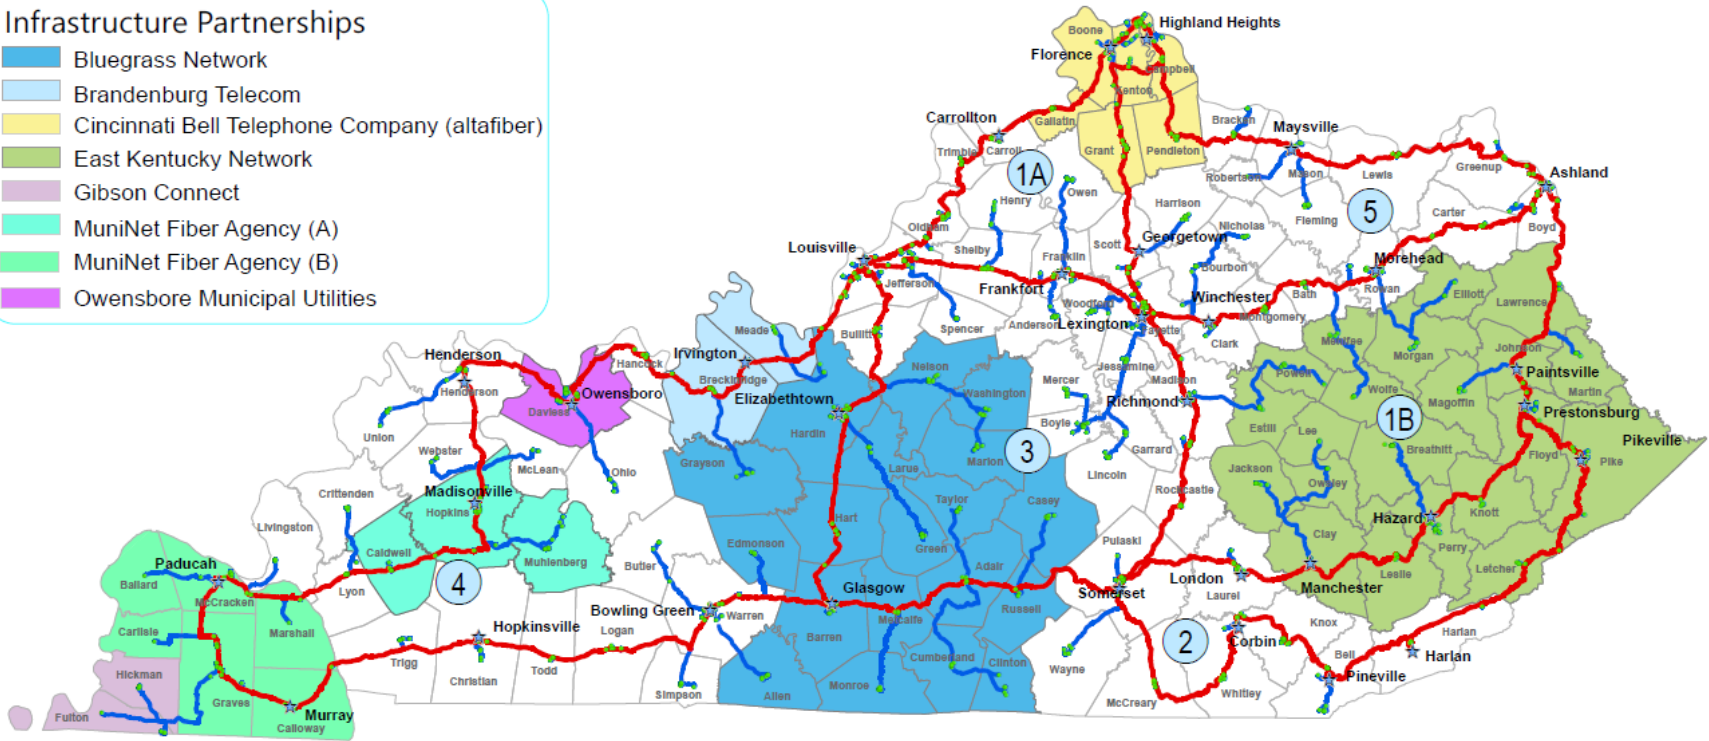 Infrastructure Partnerships
Bluegrass Network
Brandenburg Telecom
Cincinnati Bell Telephone Company (altafiber)
East Kentucky Network
Gibson Connect
MuniNet Fiber Agency (A)
MuniNet Fiber Agency (B)
Owensbore Municipal Utilities
Highland Heights
Boone
Florence
Campbell
Kenton
Carrollton
Gallatin
Bracken
Maysville
Trimble
Carroll
Grant
Pendleton
1A
Robertson
Mason
Lewis
Greenup
Ashland
Owen
Henry
Harrison
5
Fleming
Carter
Boyd
Oldham
Nicholas
Louisville
Shelby
Scott
Georgetown
Franklin
Bourbon
Morehead
Jefferson
Frankfort
Woodford
Winchester
Bath
Rowan
Elliott
Lawrence
Anderson
Lexington
Fayette
Montgomery
Spencer
Meade
Bullitt
Clark
Menifee
Morgan
Johnson
Henderson
Irvington
Hancock
Breckinridge
Nelson
Jessamine
Powell
Paintsville
Henderson
Owensboro
Elizabethtown
Washington
Mercer
Madison
Wolfe
Magoffin
Martin
Daviess
Richmond
1B
Prestonsburg
Union
Hardin
Boyle
Estill
Lee
Pikeville
Webster
McLean
Ohio
Grayson
Larue
Marion
3
Garrard
Breathitt
Floyd
Pike
Lincoln
Jackson
Owsley
Crittenden
Madisonville
Taylor
Casey
Rockcastle
Hopkins
Hart
Hazard
Knott
Livingston
Green
Pulaski
Clay
Perry
Caldwell
Muhlenberg
Edmonson
Butler
Adair
Leslie
Letcher
Paducah
Ballard
Lyon
4
Glasgow
London
Laurel
Manchester
McCracken
Bowling Green
Warren
Metcalfe
Russell
Somerset
Carlisle
Marshall
Hopkinsville
Logan
Barren
2
Corbin
Knox
Harlan
Trigg
Todd
Cumberland
Clinton
Wayne
Bell
Harlan
Hickman
Christian
Simpson
Allen
Monroe
Whitley
Pineville
Fulton
Graves
Murray
Calloway
McCreary